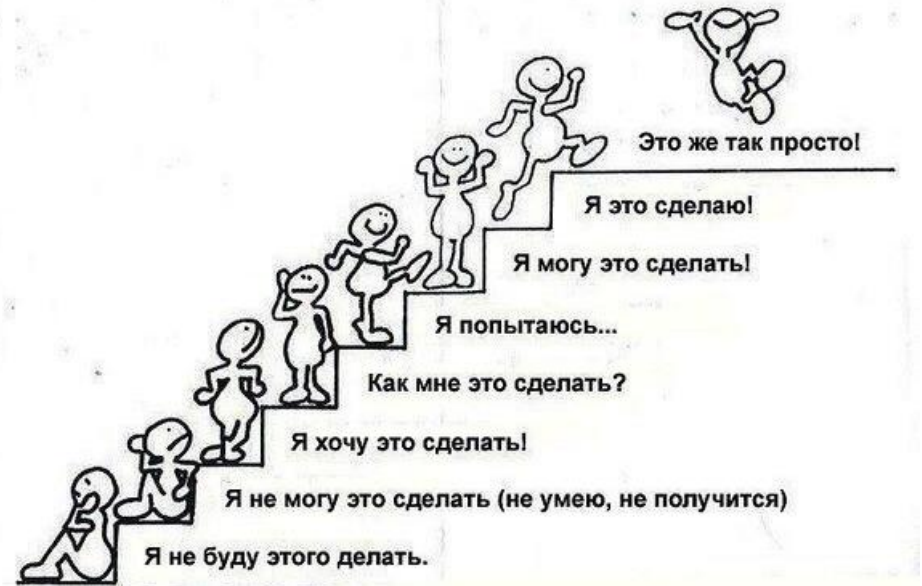 Это же так просто!
Я это сделаю!
Я могу это сделать!
Я попытаюсь...
Как мне это сделать?
Я хочу это сделать!
Я не могу это сделать (не умею, не получится)
Я не буду этого делать.